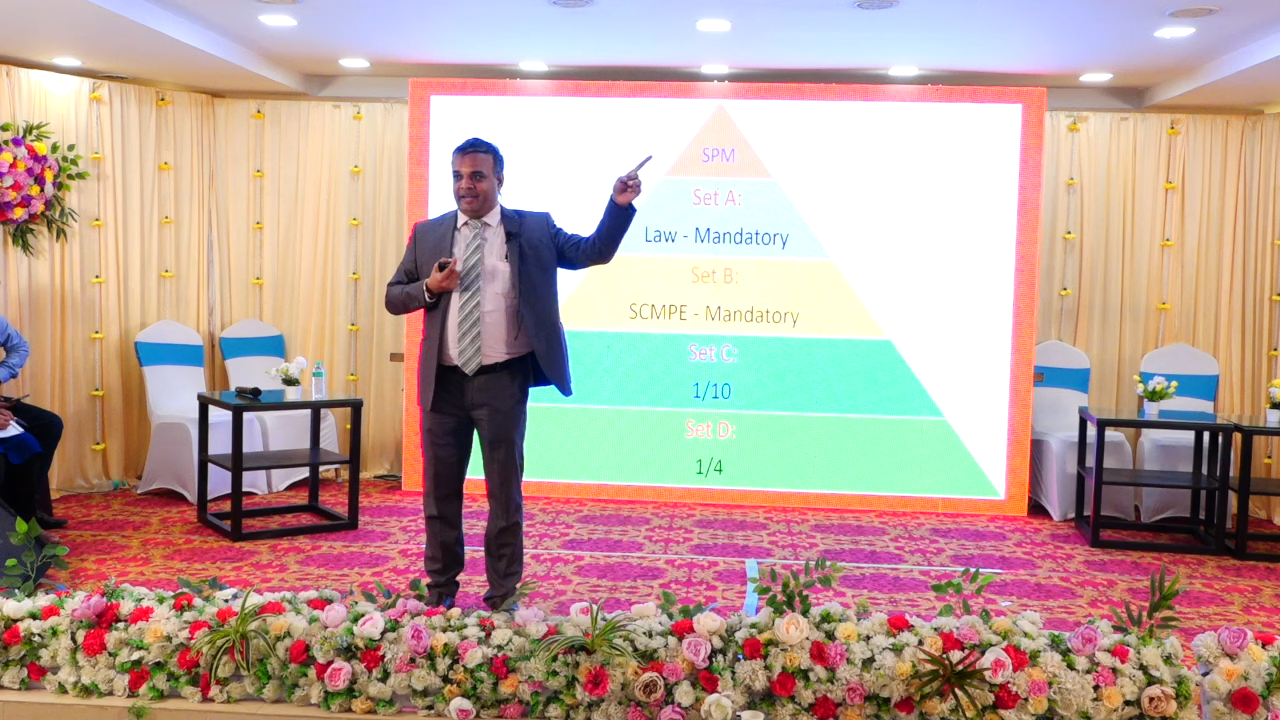 SPM
Set A:
Law - Mandatory
Set B:
SCMPE - Mandatory
Set C:
1/10
Set D:
1/4